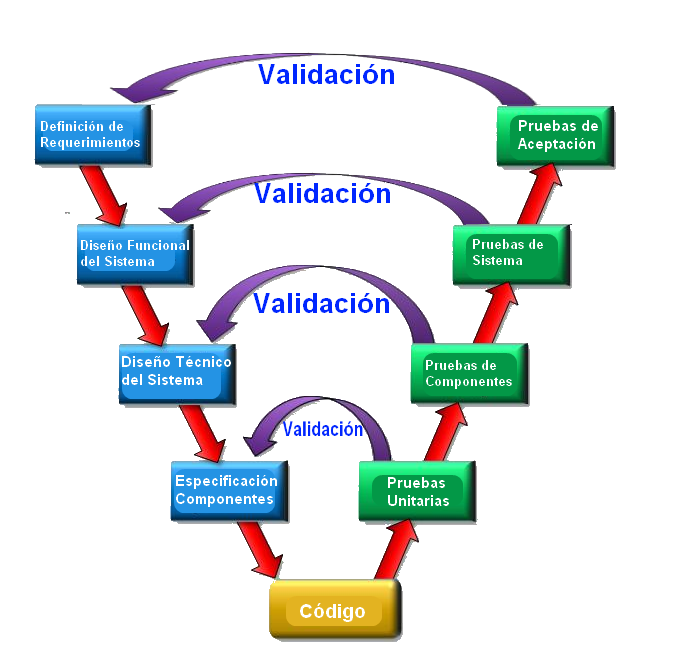 Validación
Definición de
Requerimientos
Pruebas de
Aceptación
Validación
Diseño Funcional
del Sistema
Pruebas de
Sistema
Validación
Diseño Técnico
del Sistema
Pruebas de
Componentes
Validación
Especificación
Componentes
Pruebas
Unitarias
Código